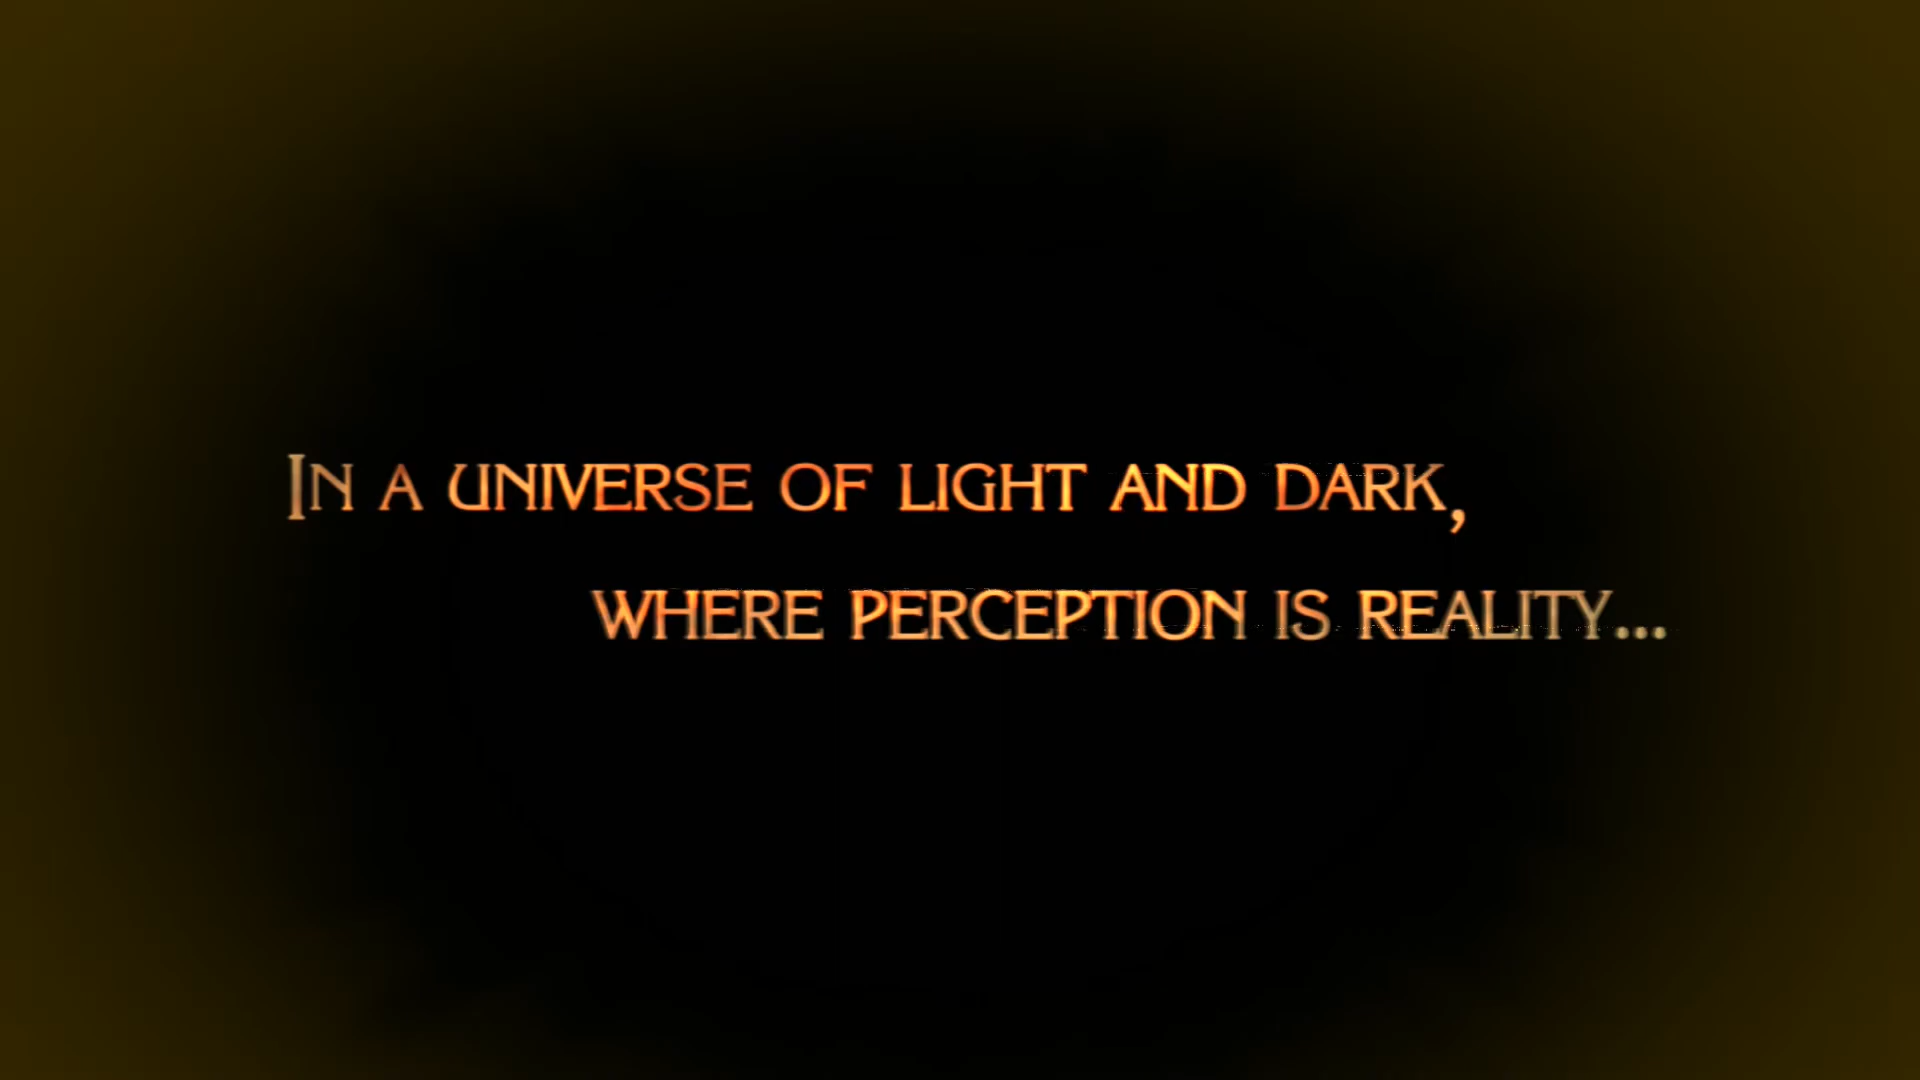 In a universe of light and dark,
where perception is reality...